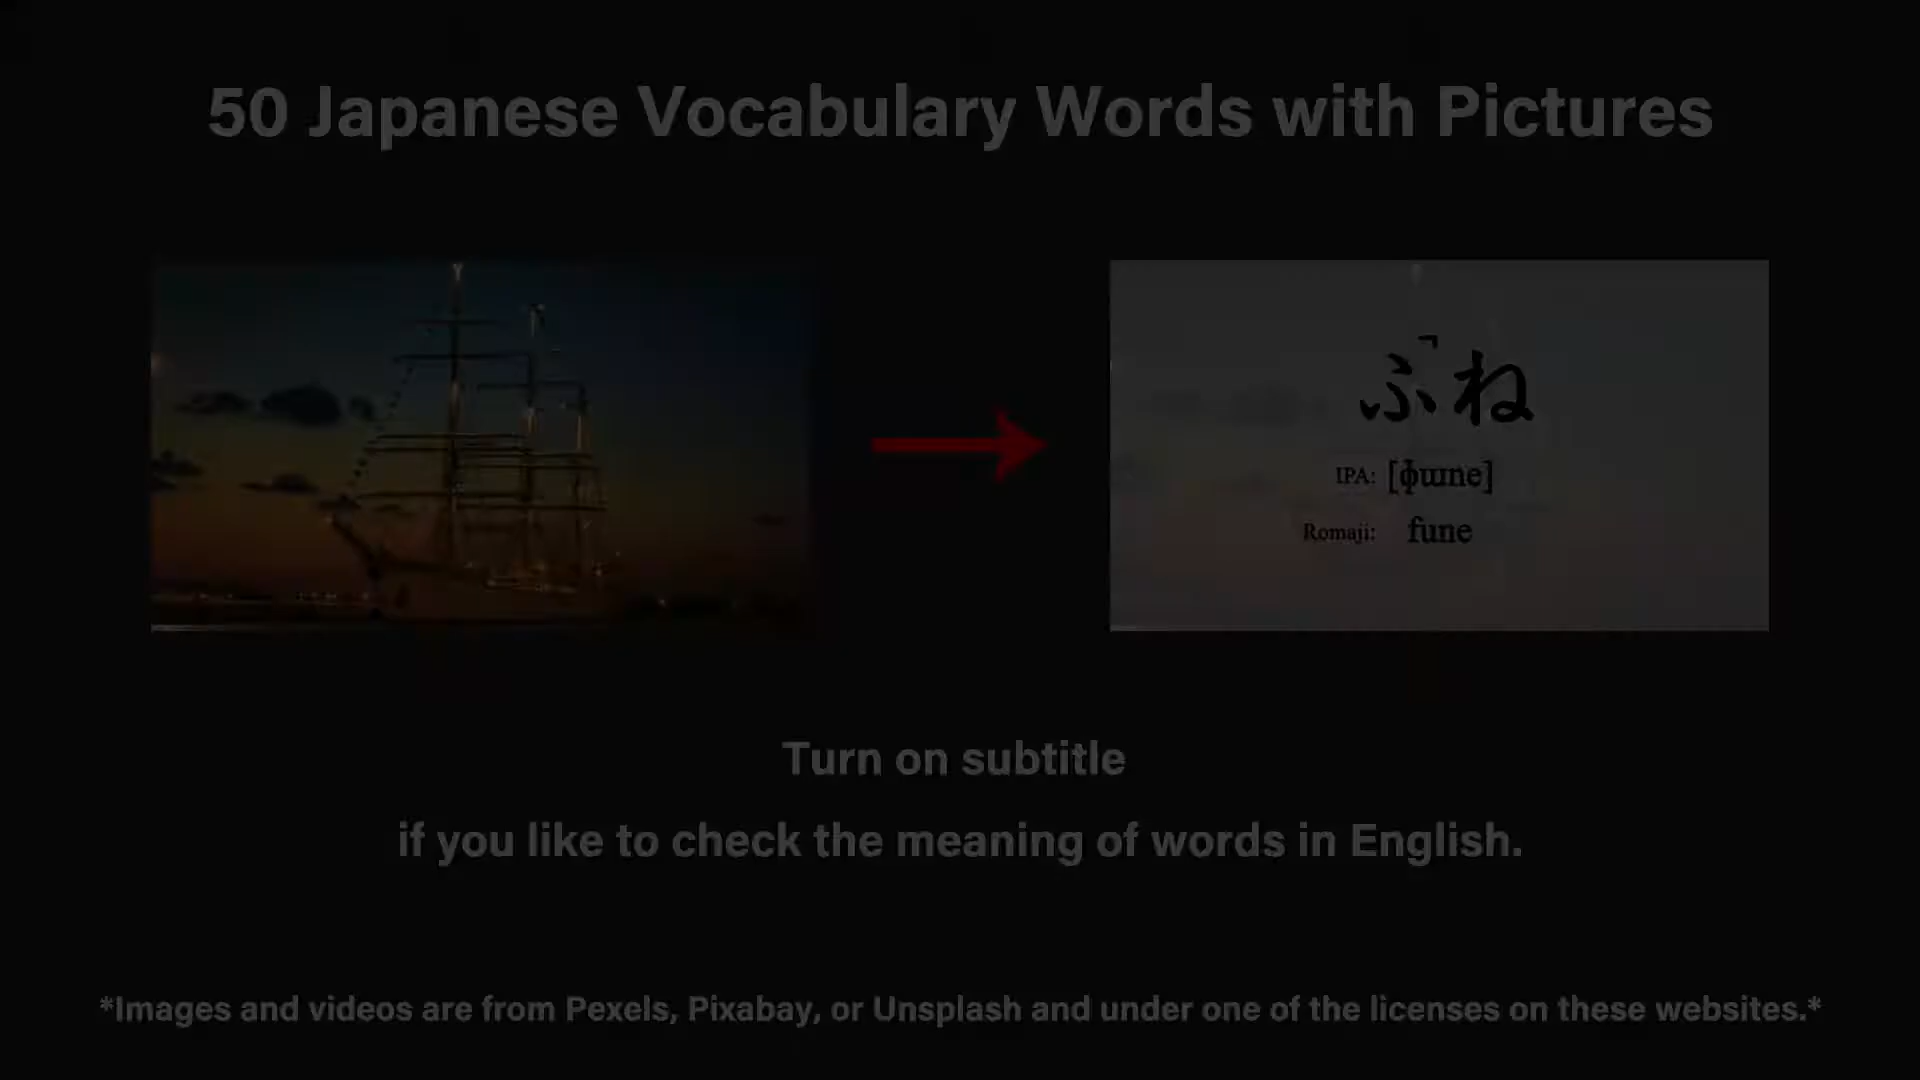 50 Japanese Vocabulary Words with Pictures
ふね
IPA: [ɸɯne]
Romaji: fune
Turn on subtitle
if you like to check the meaning of words in English.
*Images and videos are from Pexels, Pixabay, or Unsplash and under one of the licenses on these websites.*